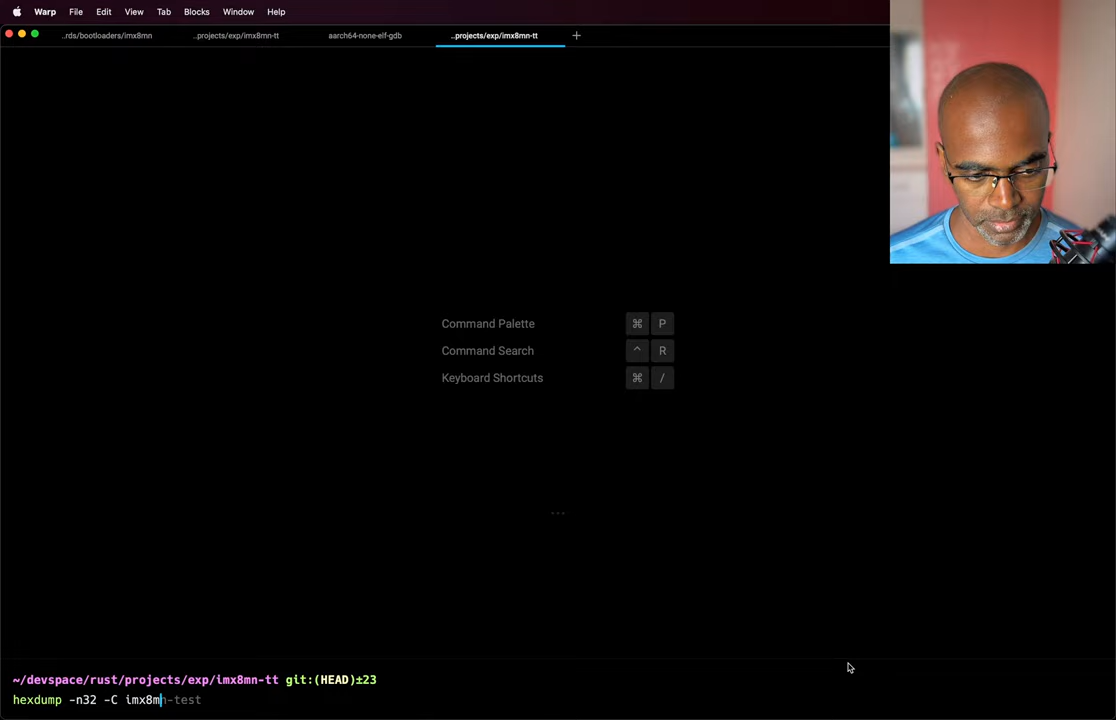 Warp File Edit View Tab Blocks Window Help
..rds/bootloaders/imx8mn ..projects/exp/imx8mn-tt aarch64-none-elf-gdb ..projects/exp/imx8mn-tt +
Command Palette ⌘ P
Command Search ^ R
Keyboard Shortcuts ⌘ /
~/devspace/rust/projects/exp/imx8mn-tt git:(HEAD)±23
hexdump -n32 -C imx8mn-test